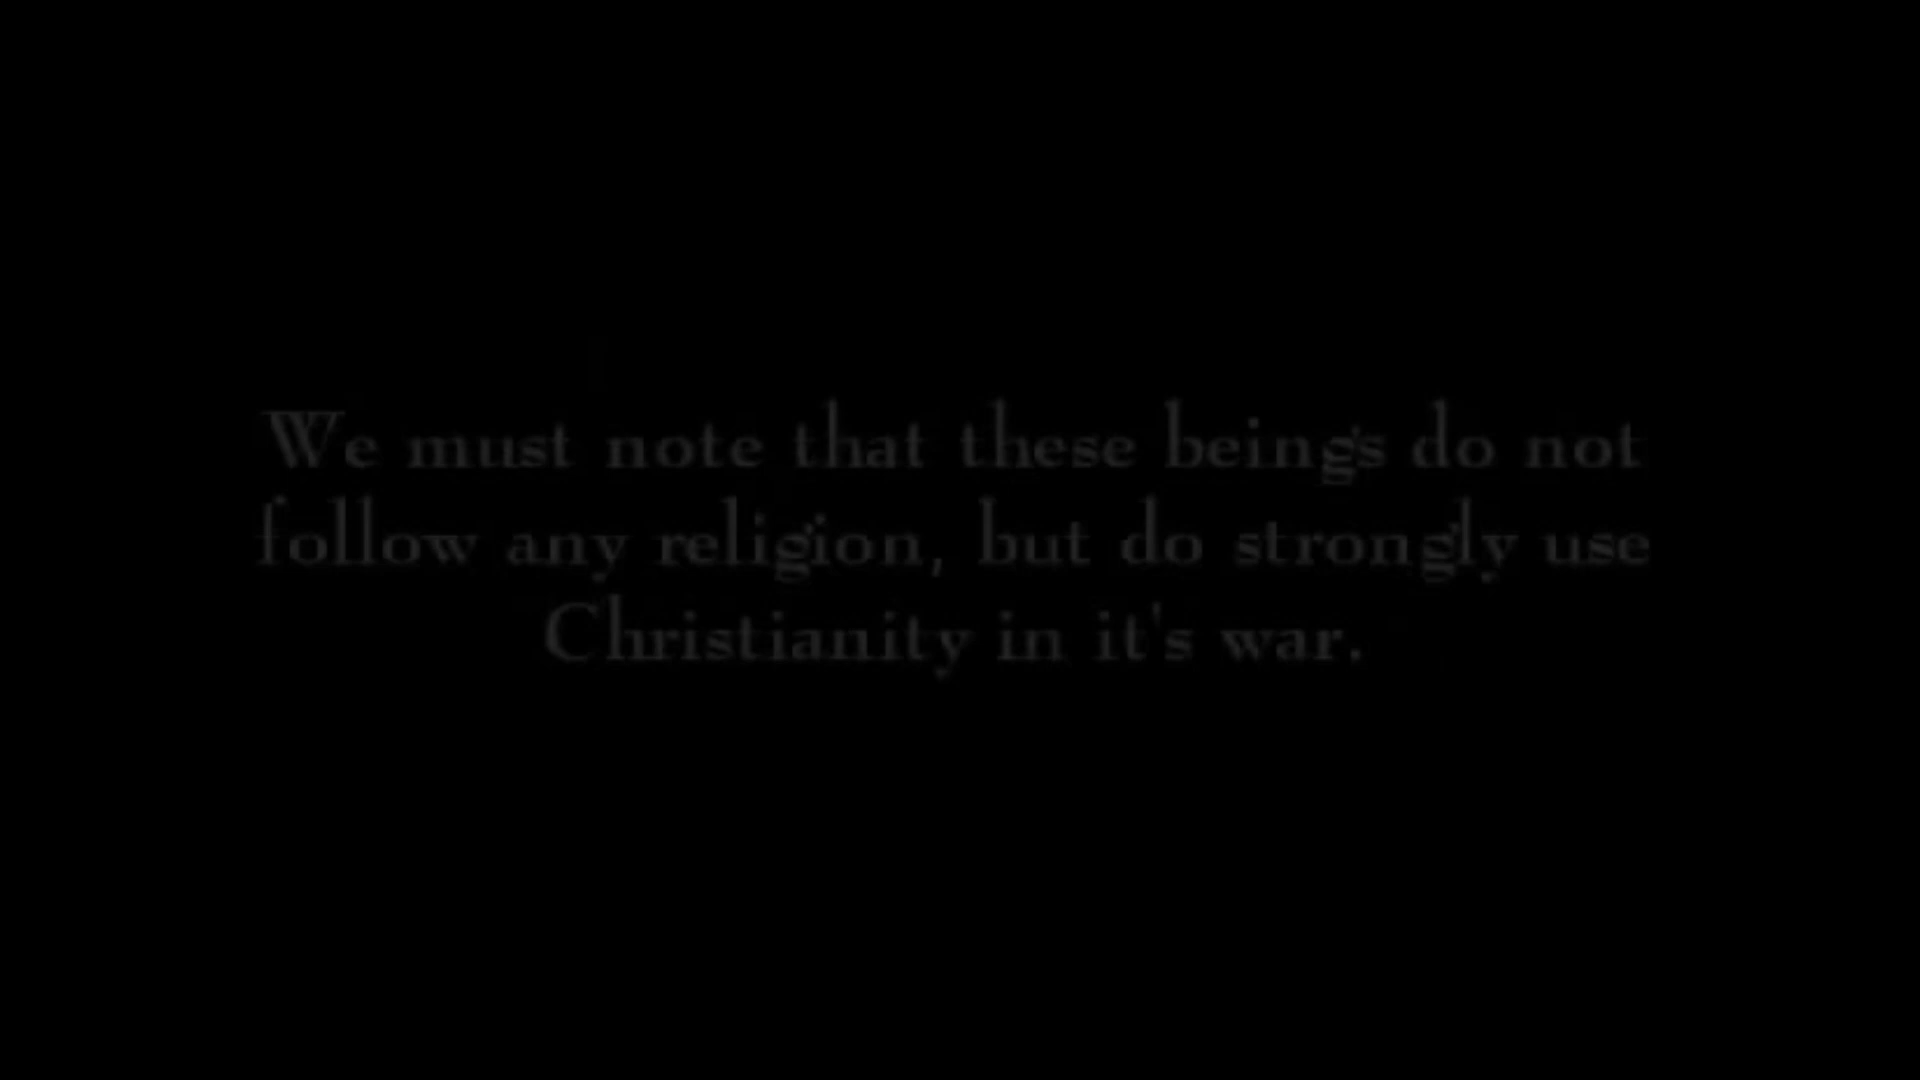 We must note that these beings do not
follow any religion, but do strongly use
Christianity in it's war.